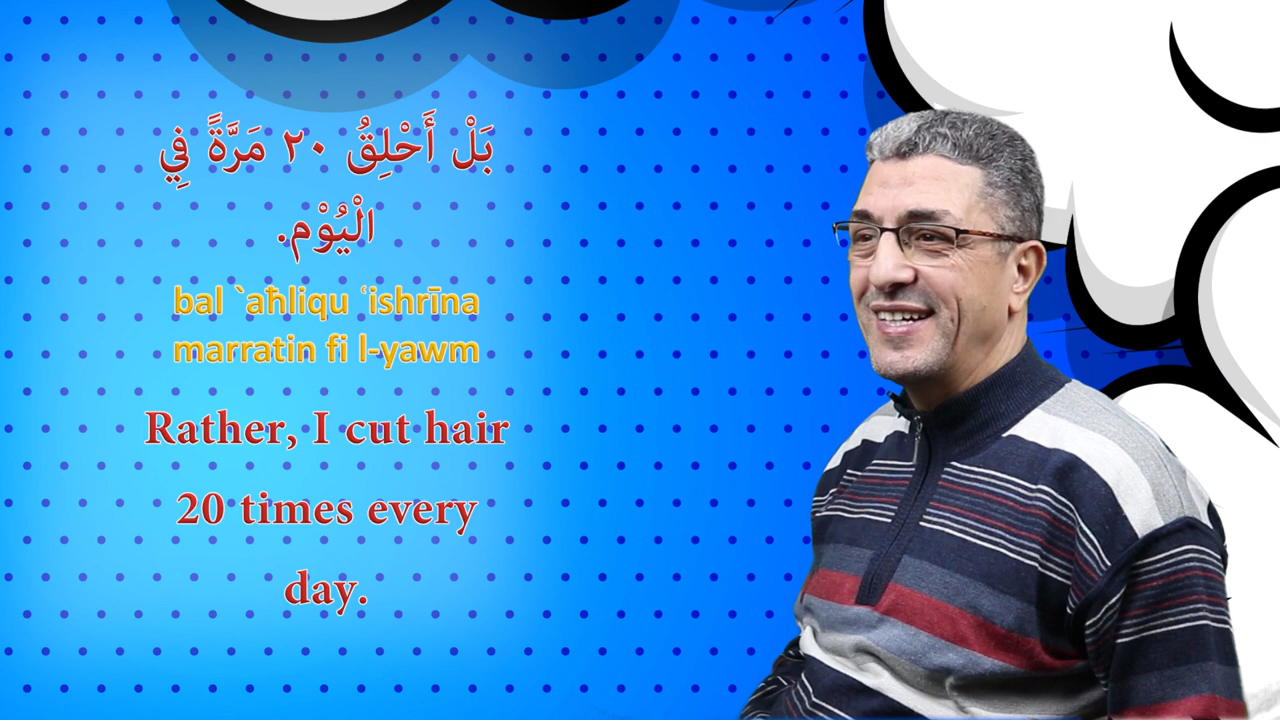 بَلْ أَحْلِقُ ٢٠ مَرَّةً فِي
الْيُوْم.
bal `aħliqu ʿishrīna
marratin fi l-yawm
Rather, I cut hair
20 times every
day.